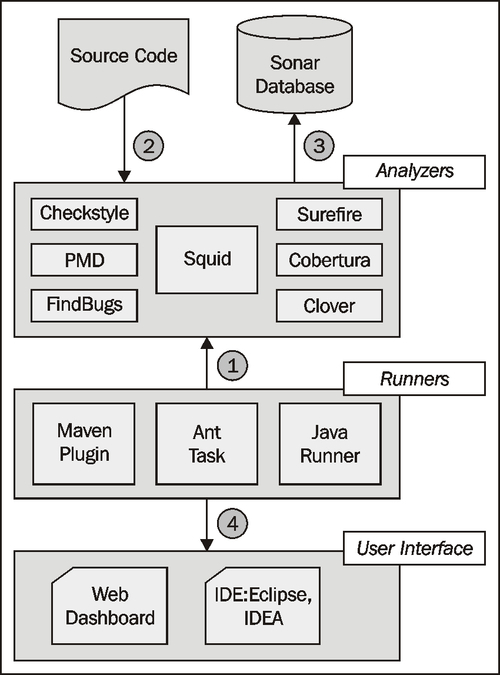 Source Code
Sonar
Database
2
3
Analyzers
Checkstyle
PMD
FindBugs
Squid
Surefire
Cobertura
Clover
1
Runners
Maven
Plugin
Ant
Task
Java
Runner
4
User Interface
Web
Dashboard
IDE:Eclipse,
IDEA